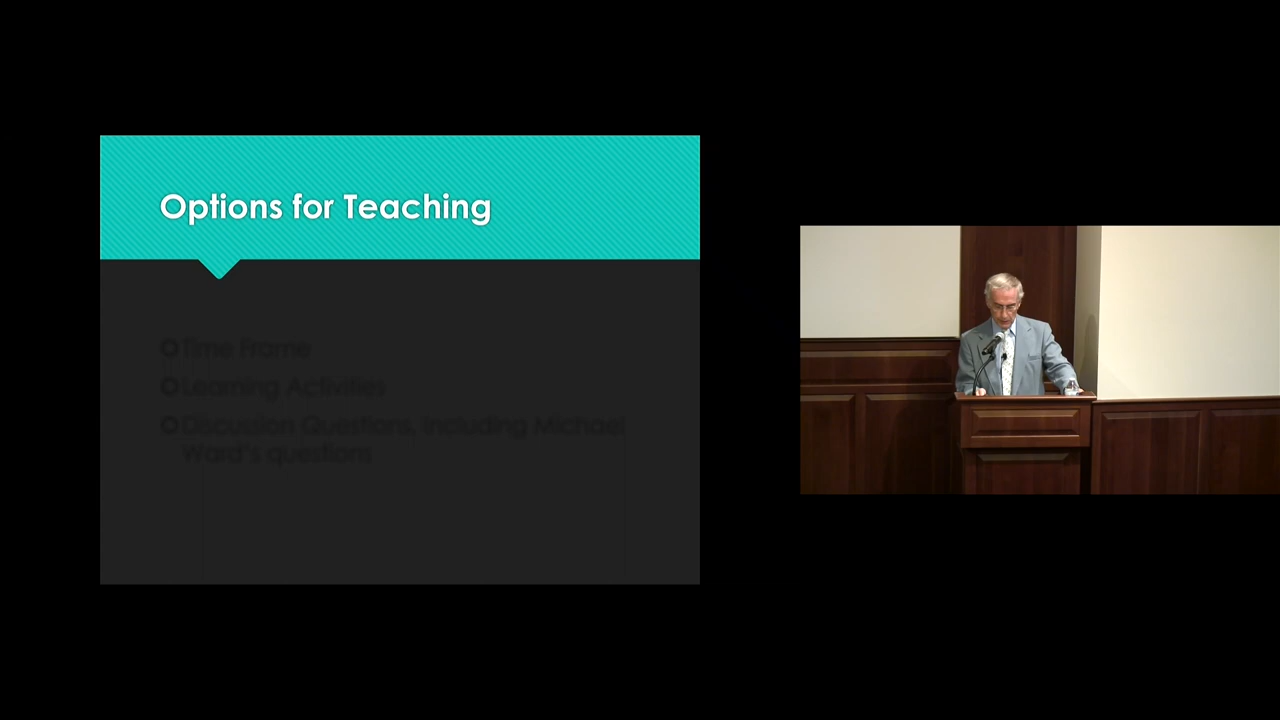 Options for Teaching
Time Frame
Learning Activities
Discussion Questions, Including Michael
Ward's questions